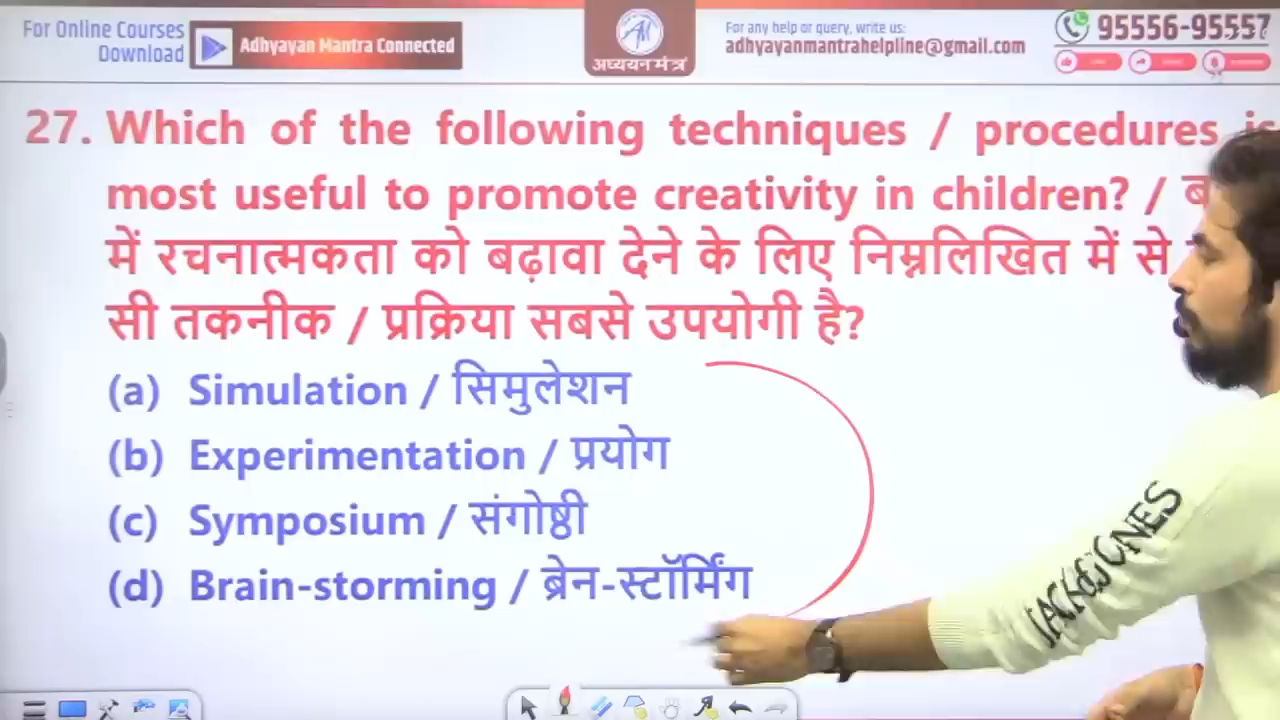 For Online Courses
Download
Adhyayan Mantra Connected
AM
अध्ययन मंत्र
For any help or query, write us:
adhyayanmantrahelpline@gmail.com
95556-95557
27. Which of the following techniques / procedures is
most useful to promote creativity in children? / ब
में रचनात्मकता को बढ़ावा देने के लिए निम्नलिखित में से
सी तकनीक / प्रक्रिया सबसे उपयोगी है?
(a) Simulation / सिमुलेशन
(b) Experimentation / प्रयोग
(c) Symposium / संगोष्ठी
(d) Brain-storming / ब्रेन-स्टॉर्मिंग
JACK&JONES